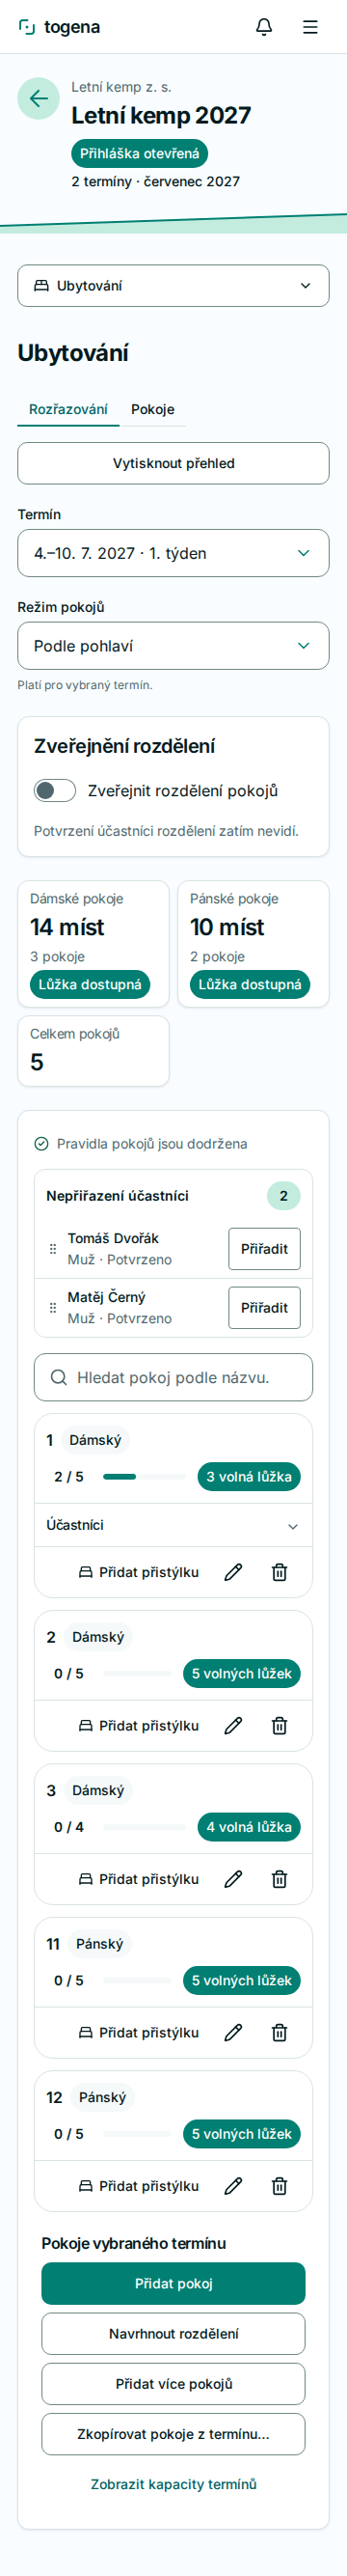 togena
Letní kemp z. s.
Letní kemp 2027
Přihláška otevřená
2 termíny · červenec 2027
Ubytování
Ubytování
Rozřazování
Pokoje
Vytisknout přehled
Termín
4.–10. 7. 2027 · 1. týden
Režim pokojů
Podle pohlaví
Platí pro vybraný termín.
Zveřejnění rozdělení
Zveřejnit rozdělení pokojů
Potvrzení účastníci rozdělení zatím nevidí.
Dámské pokoje
14 míst
3 pokoje
Lůžka dostupná
Pánské pokoje
10 míst
2 pokoje
Lůžka dostupná
Celkem pokojů
5
Pravidla pokojů jsou dodržena
Nepřiřazení účastníci
2
Tomáš Dvořák
Muž · Potvrzeno
Přiřadit
Matěj Černý
Muž · Potvrzeno
Přiřadit
Hledat pokoj podle názvu.
1 Dámský
2 / 5
3 volná lůžka
Účastníci
Přidat přistýlku
2 Dámský
0 / 5
5 volných lůžek
Přidat přistýlku
3 Dámský
0 / 4
4 volná lůžka
Přidat přistýlku
11 Pánský
0 / 5
5 volných lůžek
Přidat přistýlku
12 Pánský
0 / 5
5 volných lůžek
Přidat přistýlku
Pokoje vybraného termínu
Přidat pokoj
Navrhnout rozdělení
Přidat více pokojů
Zkopírovat pokoje z termínu…
Zobrazit kapacity termínů